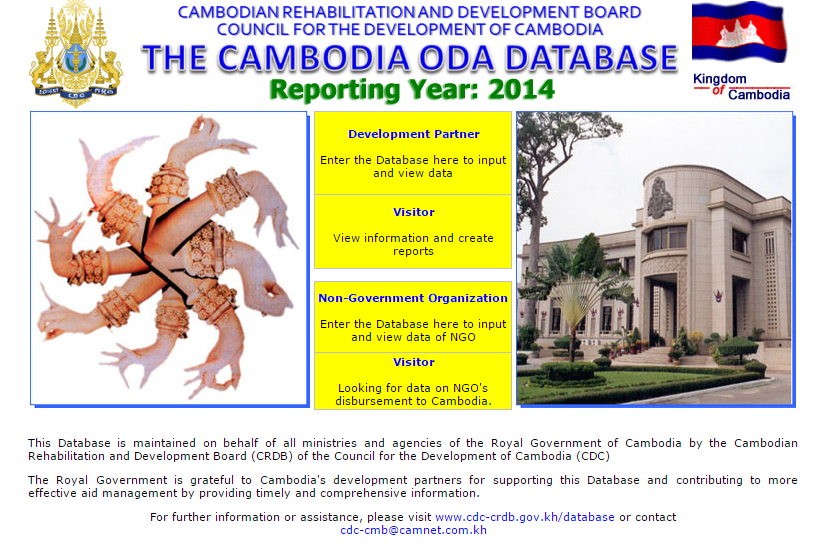 CAMBODIAN REHABILITATION AND DEVELOPMENT BOARD
COUNCIL FOR THE DEVELOPMENT OF CAMBODIA
THE CAMBODIA ODA DATABASE
Reporting Year: 2014
Kingdom
of Cambodia
Development Partner
Enter the Database here to input
and view data
Visitor
View information and create
reports
Non-Government Organization
Enter the Database here to input
and view data of NGO
Visitor
Looking for data on NGO's
disbursement to Cambodia.
This Database is maintained on behalf of all ministries and agencies of the Royal Government of Cambodia by the Cambodian
Rehabilitation and Development Board (CRDB) of the Council for the Development of Cambodia (CDC)
The Royal Government is grateful to Cambodia's development partners for supporting this Database and contributing to more
effective aid management by providing timely and comprehensive information.
For further information or assistance, please visit www.cdc-crdb.gov.kh/database or contact
cdc-cmb@camnet.com.kh